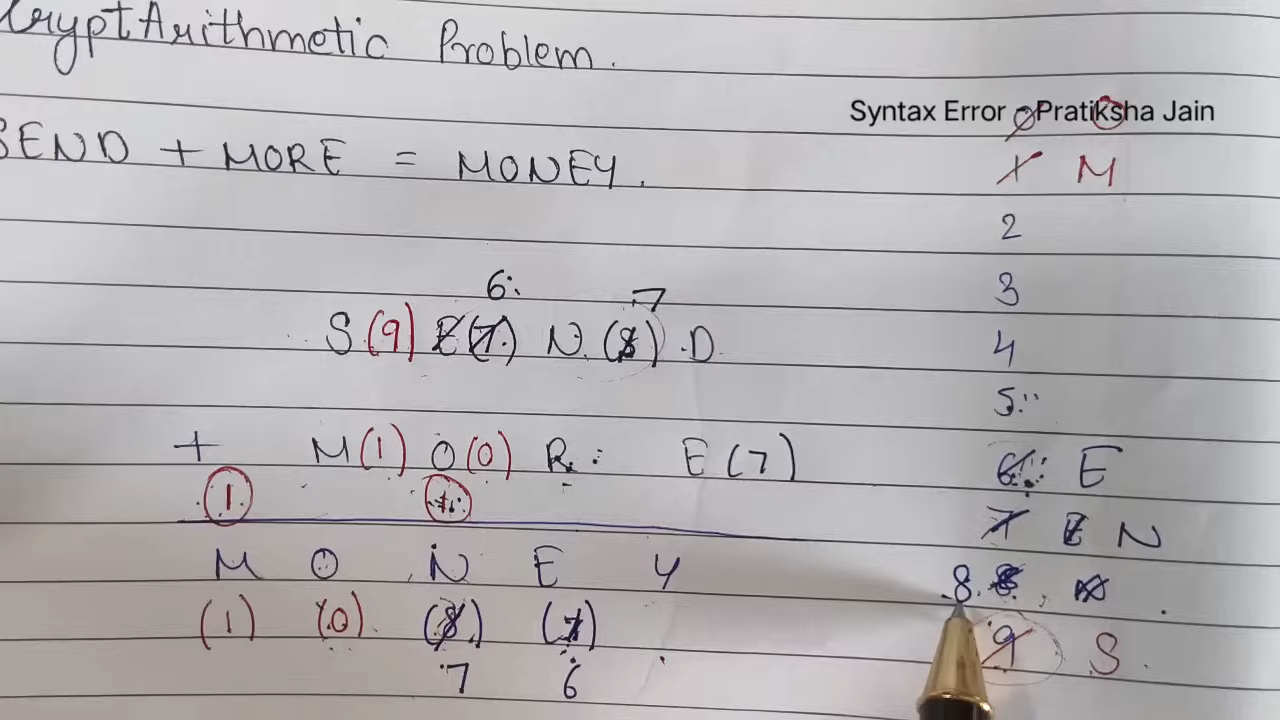 CryptArithmetic Problem.
Syntax Error - Pratiksha Jain
SEND + MORE = MONEY.
1 M
2
3
6: 7
S (9) E (7) N (8) D
4
5
+ M (1) O (0) R E (7)
6 E
1 1
7 E N
M O N E Y
8 8
(1) (0) (8) (7)
9 S
7 6